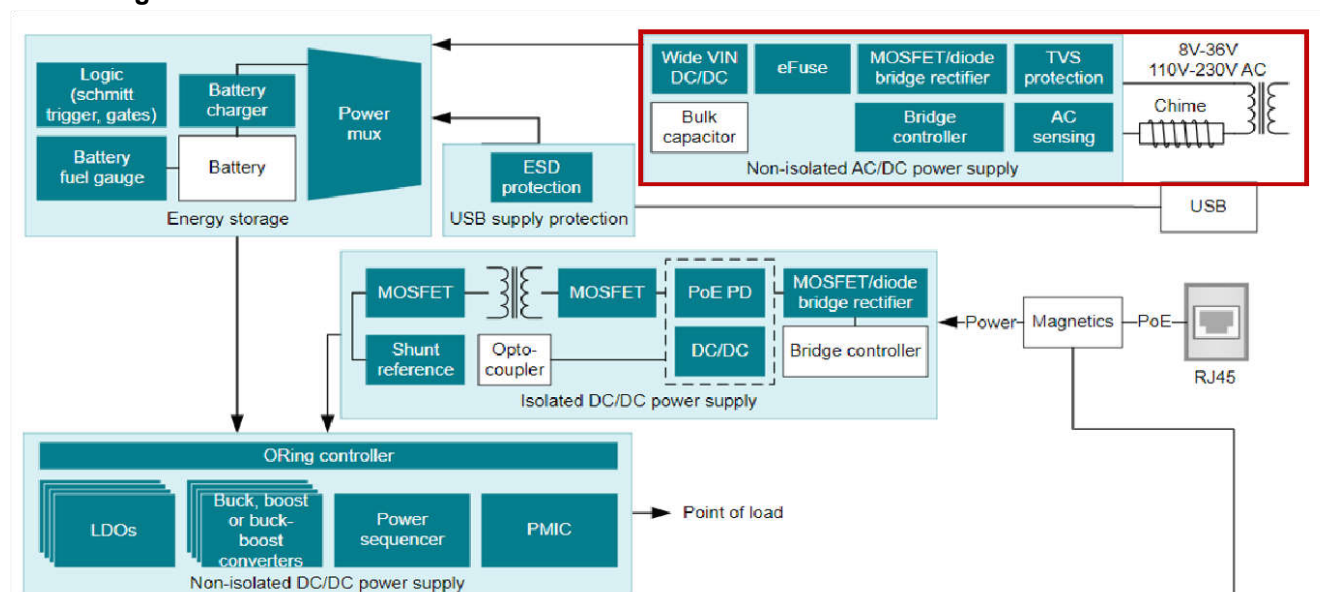 Logic
(schmitt
trigger, gates)
Battery
charger
Power
mux
Battery
fuel gauge
Battery
Energy storage
ESD
protection
USB supply protection
Wide VIN
DC/DC
eFuse
MOSFET/diode
bridge rectifier
TVS
protection
Bulk
capacitor
Bridge
controller
AC
sensing
Non-isolated AC/DC power supply
8V-36V
110V-230V AC
Chime
USB
MOSFET
MOSFET
PoE PD
MOSFET/diode
bridge rectifier
Shunt
reference
Opto-
coupler
DC/DC
Bridge controller
Isolated DC/DC power supply
Power
Magnetics
PoE
RJ45
ORing controller
LDOs
Buck, boost
or buck-
boost
converters
Power
sequencer
PMIC
Non-isolated DC/DC power supply
Point of load